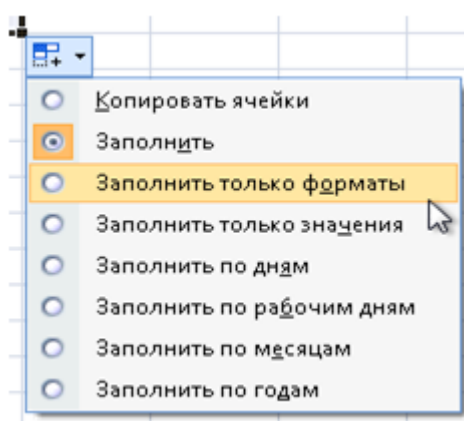 Копировать ячейки
Заполнить
Заполнить только форматы
Заполнить только значения
Заполнить по дням
Заполнить по рабочим дням
Заполнить по месяцам
Заполнить по годам